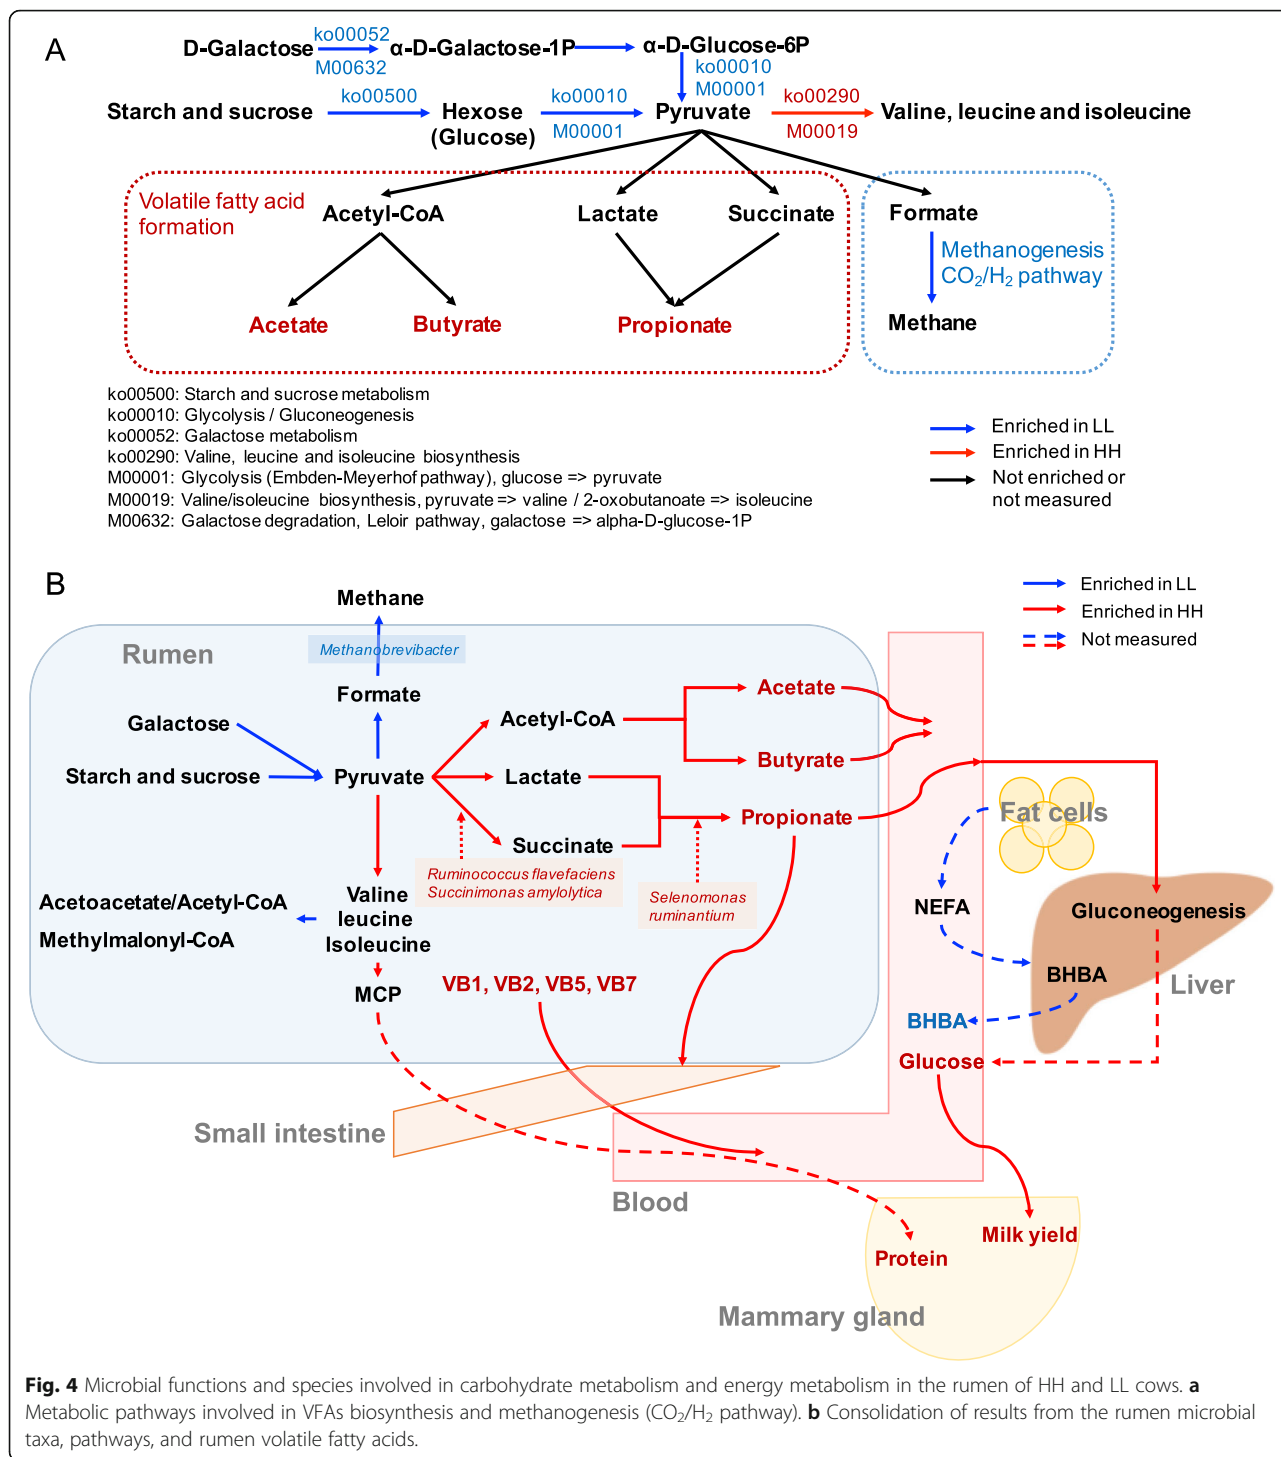 A
D-Galactose
ko00052
M00632
α-D-Galactose-1P
α-D-Glucose-6P
ko00010
M00001
Starch and sucrose
ko00500
Hexose
(Glucose)
ko00010
M00001
Pyruvate
ko00290
M00019
Valine, leucine and isoleucine
Volatile fatty acid
formation
Acetyl-CoA
Lactate
Succinate
Formate
Methanogenesis
CO₂/H₂ pathway
Acetate
Butyrate
Propionate
Methane
ko00500: Starch and sucrose metabolism
ko00010: Glycolysis / Gluconeogenesis
ko00052: Galactose metabolism
ko00290: Valine, leucine and isoleucine biosynthesis
M00001: Glycolysis (Embden-Meyerhof pathway), glucose => pyruvate
M00019: Valine/isoleucine biosynthesis, pyruvate => valine / 2-oxobutanoate => isoleucine
M00632: Galactose degradation, Leloir pathway, galactose => alpha-D-glucose-1P
Enriched in LL
Enriched in HH
Not enriched or
not measured
B
Enriched in LL
Enriched in HH
Not measured
Methane
Rumen
Methanobrevibacter
Formate
Galactose
Starch and sucrose
Pyruvate
Acetyl-CoA
Lactate
Succinate
Acetate
Butyrate
Propionate
Ruminococcus flavefaciens
Succinimonas amylolytica
Selenomonas
ruminantium
Acetoacetate/Acetyl-CoA
Methylmalonyl-CoA
Valine
leucine
Isoleucine
MCP
VB1, VB2, VB5, VB7
Fat cells
NEFA
Gluconeogenesis
BHBA
Liver
BHBA
Glucose
Small intestine
Blood
Milk yield
Protein
Mammary gland
Fig. 4 Microbial functions and species involved in carbohydrate metabolism and energy metabolism in the rumen of HH and LL cows. a
Metabolic pathways involved in VFAs biosynthesis and methanogenesis (CO₂/H₂ pathway). b Consolidation of results from the rumen microbial
taxa, pathways, and rumen volatile fatty acids.